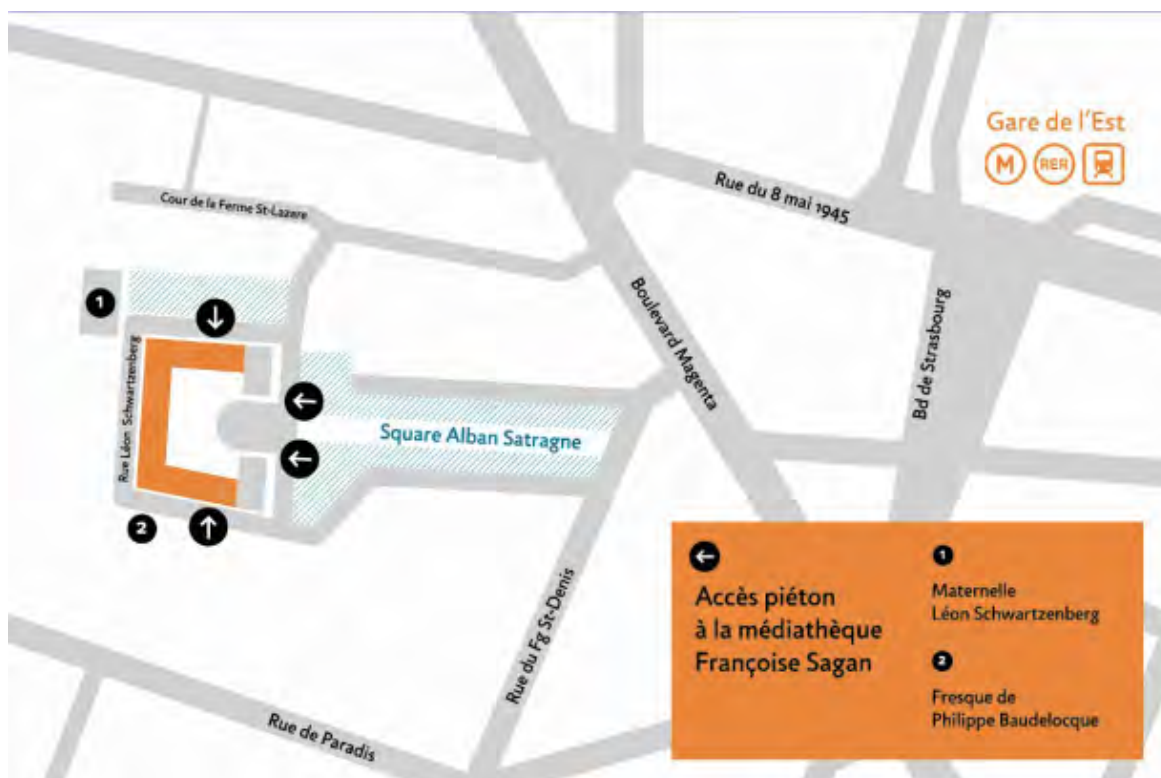 Gare de l'Est
M
RER
Rue du 8 mai 1945
Cour de la Ferme St-Lazare
1
Rue Léon Schwartzenberg
Boulevard Magenta
Bd de Strasbourg
Square Alban Satragne
2
Rue du Fg St-Denis
Rue de Paradis
Accès piéton
à la médiathèque
Françoise Sagan
1
Maternelle
Léon Schwartzenberg
2
Fresque de
Philippe Baudelocque